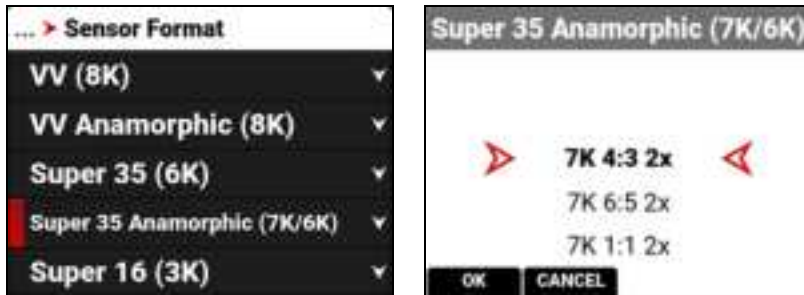 ... > Sensor Format
VV (8K)
VV Anamorphic (8K)
Super 35 (6K)
Super 35 Anamorphic (7K/6K)
Super 16 (3K)
Super 35 Anamorphic (7K/6K)
7K 4:3 2x
7K 6:5 2x
7K 1:1 2x
OK CANCEL